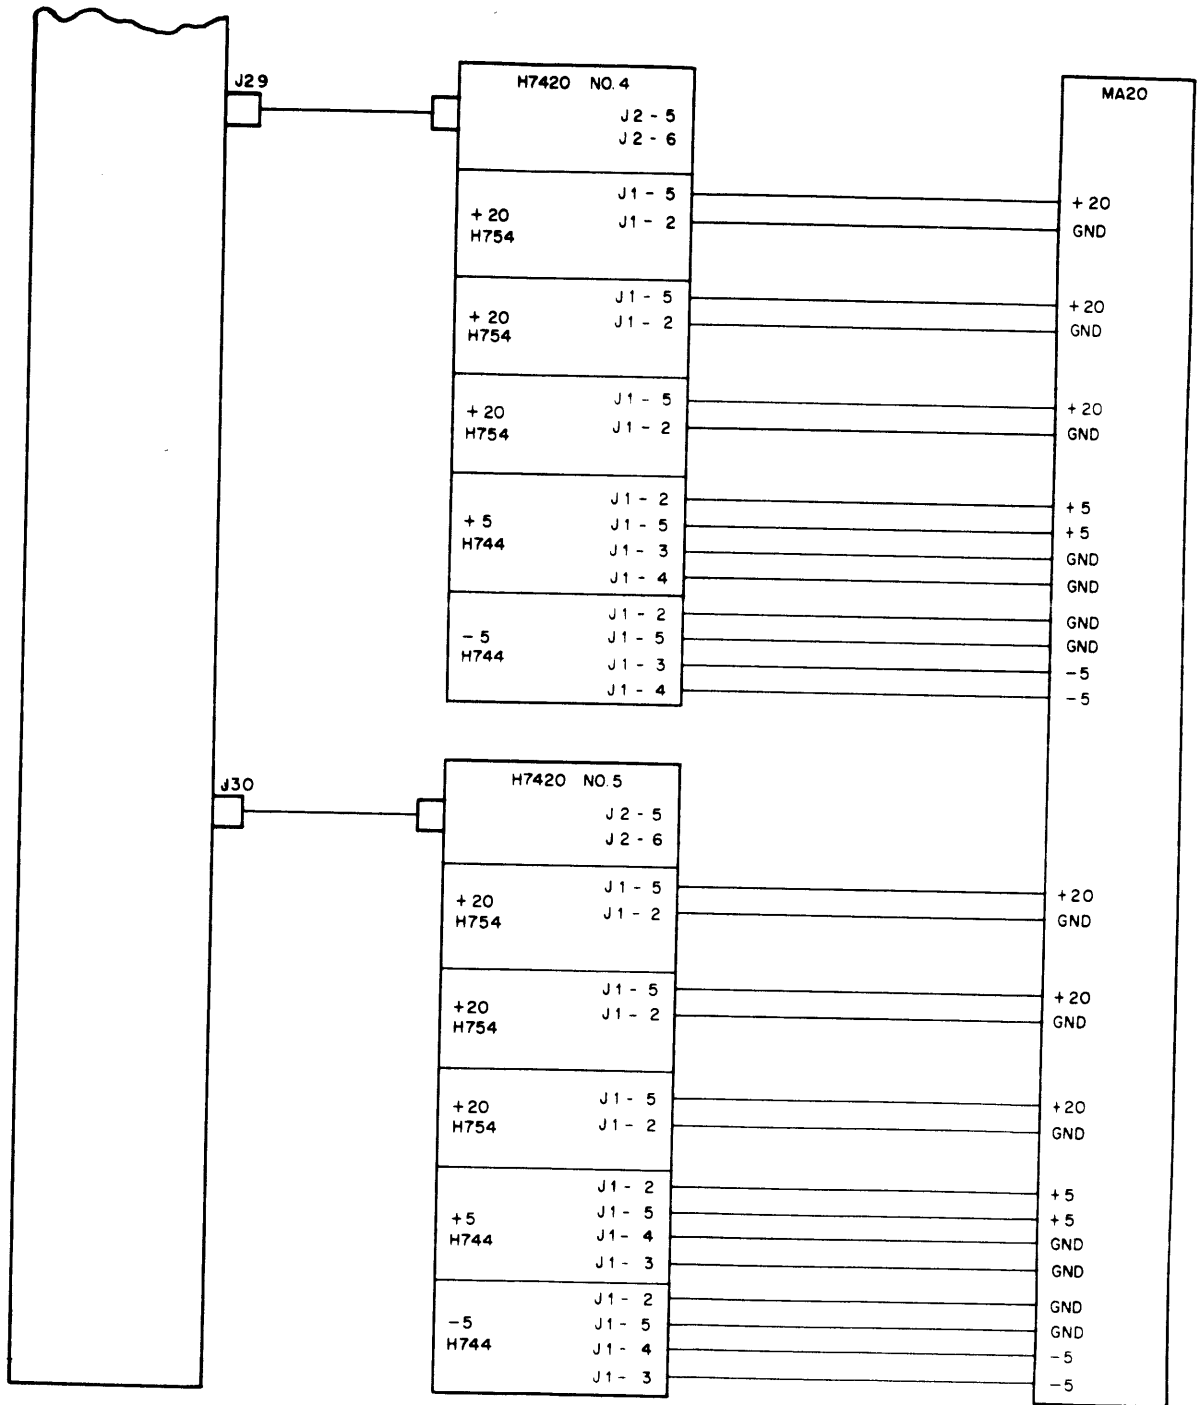 J29
H7420 NO. 4
J2 - 5
J2 - 6
MA20
+20
H754
J1 - 5
J1 - 2
+20
GND
+20
H754
J1 - 5
J1 - 2
+20
GND
+20
H754
J1 - 5
J1 - 2
+20
GND
+5
H744
J1 - 2
J1 - 5
J1 - 3
J1 - 4
+5
+5
GND
GND
-5
H744
J1 - 2
J1 - 5
J1 - 3
J1 - 4
GND
GND
-5
-5
J30
H7420 NO. 5
J2 - 5
J2 - 6
+20
H754
J1 - 5
J1 - 2
+20
GND
+20
H754
J1 - 5
J1 - 2
+20
GND
+20
H754
J1 - 5
J1 - 2
+20
GND
+5
H744
J1 - 2
J1 - 5
J1 - 4
J1 - 3
+5
+5
GND
GND
-5
H744
J1 - 2
J1 - 5
J1 - 4
J1 - 3
GND
GND
-5
-5